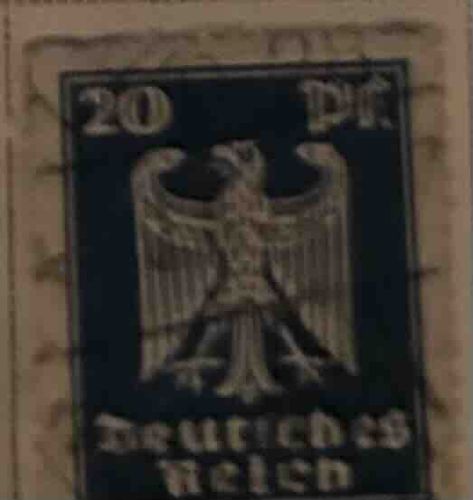 20 Pf.
Deutsches
Reich